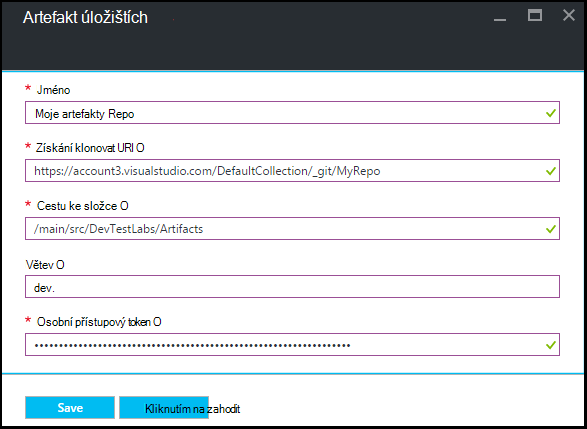 Artefakt úložištích
* Jméno
Moje artefakty Repo
* Získání klonovat URI O
https://account3.visualstudio.com/DefaultCollection/_git/MyRepo
* Cestu ke složce O
/main/src/DevTestLabs/Artifacts
Větev O
dev.
* Osobní přístupový token O
••••••••••••••••••••••••••••••••••••••••••••••••••••••••••••••••
Save
Kliknutím na zahodit